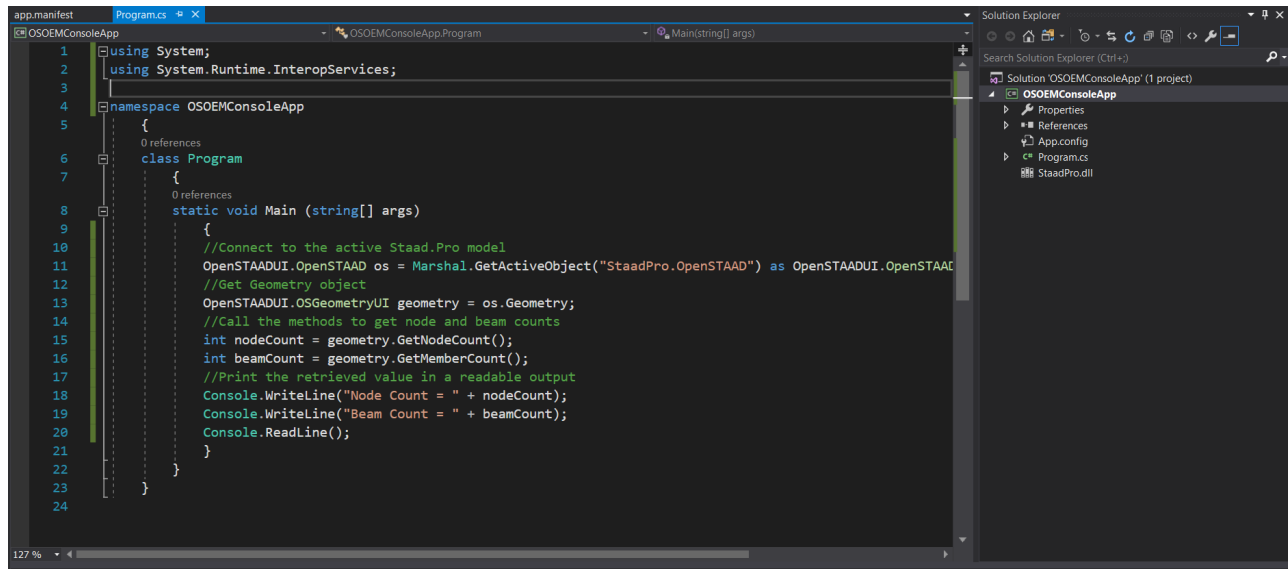 app.manifest
Program.cs
OSOEMConsoleApp
OSOEMConsoleApp.Program
Main(string[] args)
1 using System;
2 using System.Runtime.InteropServices;
3
4 namespace OSOEMConsoleApp
5 {
0 references
6 class Program
7 {
0 references
8 static void Main (string[] args)
9 {
10 //Connect to the active Staad.Pro model
11 OpenSTAADUI.OpenSTAAD os = Marshal.GetActiveObject("StaadPro.OpenSTAAD") as OpenSTAADUI.OpenSTAAD
12 //Get Geometry object
13 OpenSTAADUI.OSGeometryUI geometry = os.Geometry;
14 //Call the methods to get node and beam counts
15 int nodeCount = geometry.GetNodeCount();
16 int beamCount = geometry.GetMemberCount();
17 //Print the retrieved value in a readable output
18 Console.WriteLine("Node Count = " + nodeCount);
19 Console.WriteLine("Beam Count = " + beamCount);
20 Console.ReadLine();
21 }
22 }
23 }
24
127 %
Solution Explorer
Search Solution Explorer (Ctrl+;)
Solution 'OSOEMConsoleApp' (1 project)
C# OSOEMConsoleApp
Properties
References
App.config
C# Program.cs
StaadPro.dll